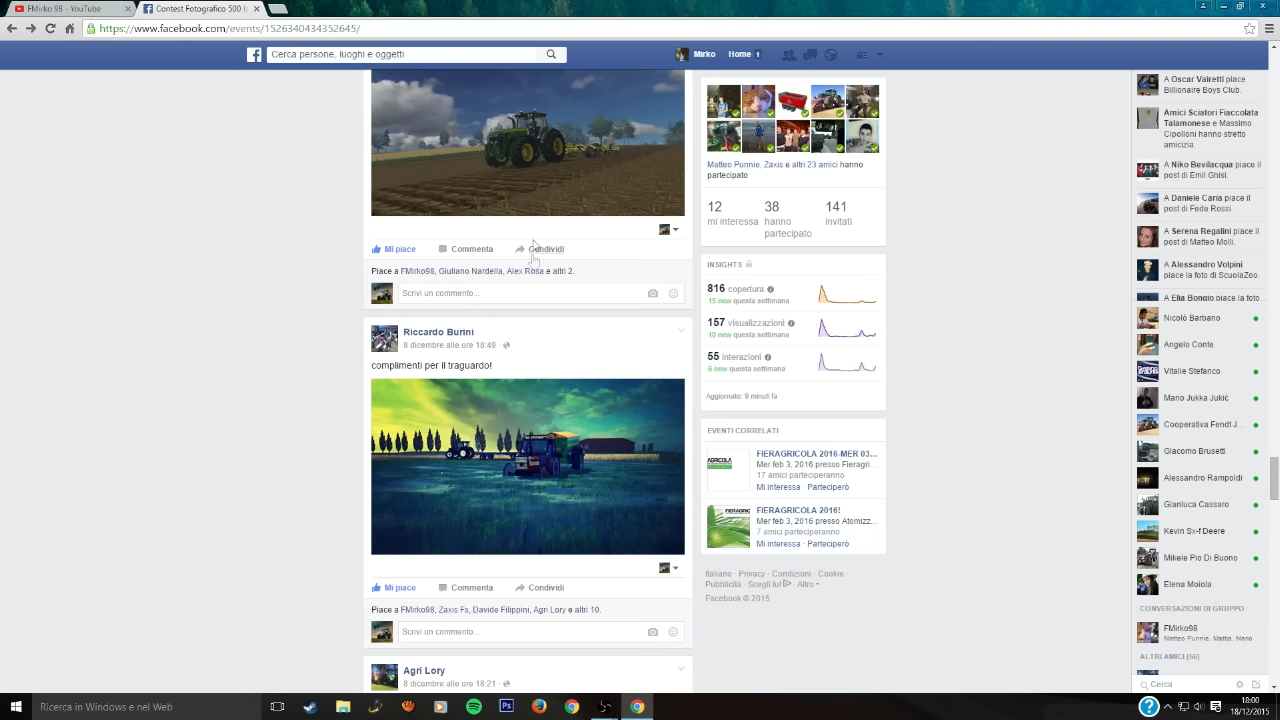 FMirko 98 - YouTube
Contest Fotografico 500 Is
https://www.facebook.com/events/1526340434352645/
Cerca persone, luoghi e oggetti
Mirko
Home 1
Mi piace
Commenta
Condividi
Piace a FMirko98, Giuliano Nardella, Alex Rosa e altri 2.
Scrivi un commento...
Riccardo Burini
8 dicembre alle ore 18:49
complimenti per il traguardo!
Mi piace
Commenta
Condividi
Piace a FMirko98, Zaxis Fs, Davide Filippini, Agri Lory e altri 10.
Scrivi un commento...
Agri Lory
8 dicembre alle ore 18:21
Matteo Punnie, Zaxis e altri 23 amici hanno
partecipato
12
mi interessa
38
hanno
partecipato
141
invitati
INSIGHTS
816 copertura
15 new questa settimana
157 visualizzazioni
10 new questa settimana
55 interazioni
6 new questa settimana
Aggiornato: 9 minuti fa
EVENTI CORRELATI
FIERAGRICOLA 2016-MER 03...
Mer feb 3, 2016 presso Fieragri...
17 amici parteciperanno
Mi interessa · Parteciperò
FIERAGRICOLA 2016!
Mer feb 3, 2016 presso Atomizz...
7 amici parteciperanno
Mi interessa · Parteciperò
Italiano · Privacy · Condizioni · Cookie ·
Pubblicità · Scegli tu! · Altro
Facebook © 2015
A Oscar Vairetti piace
Billionaire Boys Club.
Amici Sciatori Fiaccolata
Talamonese e Massimo
Cipolloni hanno stretto
amicizia.
A Niko Bevilacqua piace il
post di Emil Ghisi.
A Daniele Caria piace il
post di Fede Rossi.
A Serena Regalini piace il
post di Matteo Molli.
A Alessandro Volpini
piace la foto di ScuolaZoo.
A Elia Bongio piace la foto...
Nicolò Barbano
Angelo Conte
Vitalie Stefanco
Mario Jukka Jukić
Cooperativa Fendt J...
Giacomo Brusetti
Alessandro Rampoldi
Gianluca Cassaro
Kevin Sixf Deere
Mikele Pio Di Buono
Elena Moiola
CONVERSAZIONI DI GRUPPO
FMirko98
Matteo Punnie, Mattia, Mario
ALTRI AMICI (56)
Cerca
Ricerca in Windows e nel Web
18:00
18/12/2015